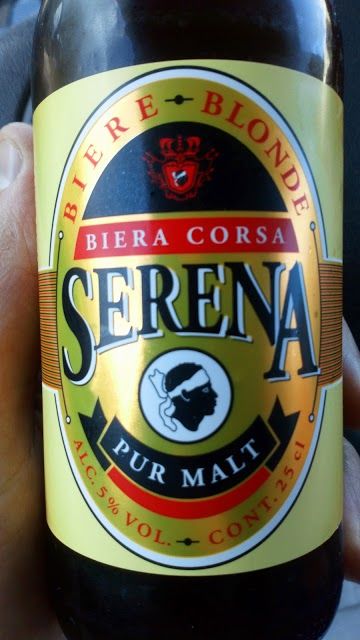 BIERE - BLONDE
BIERA CORSA
SERENA
PUR MALT
ALC. 5% VOL. - CONT. 25 cl